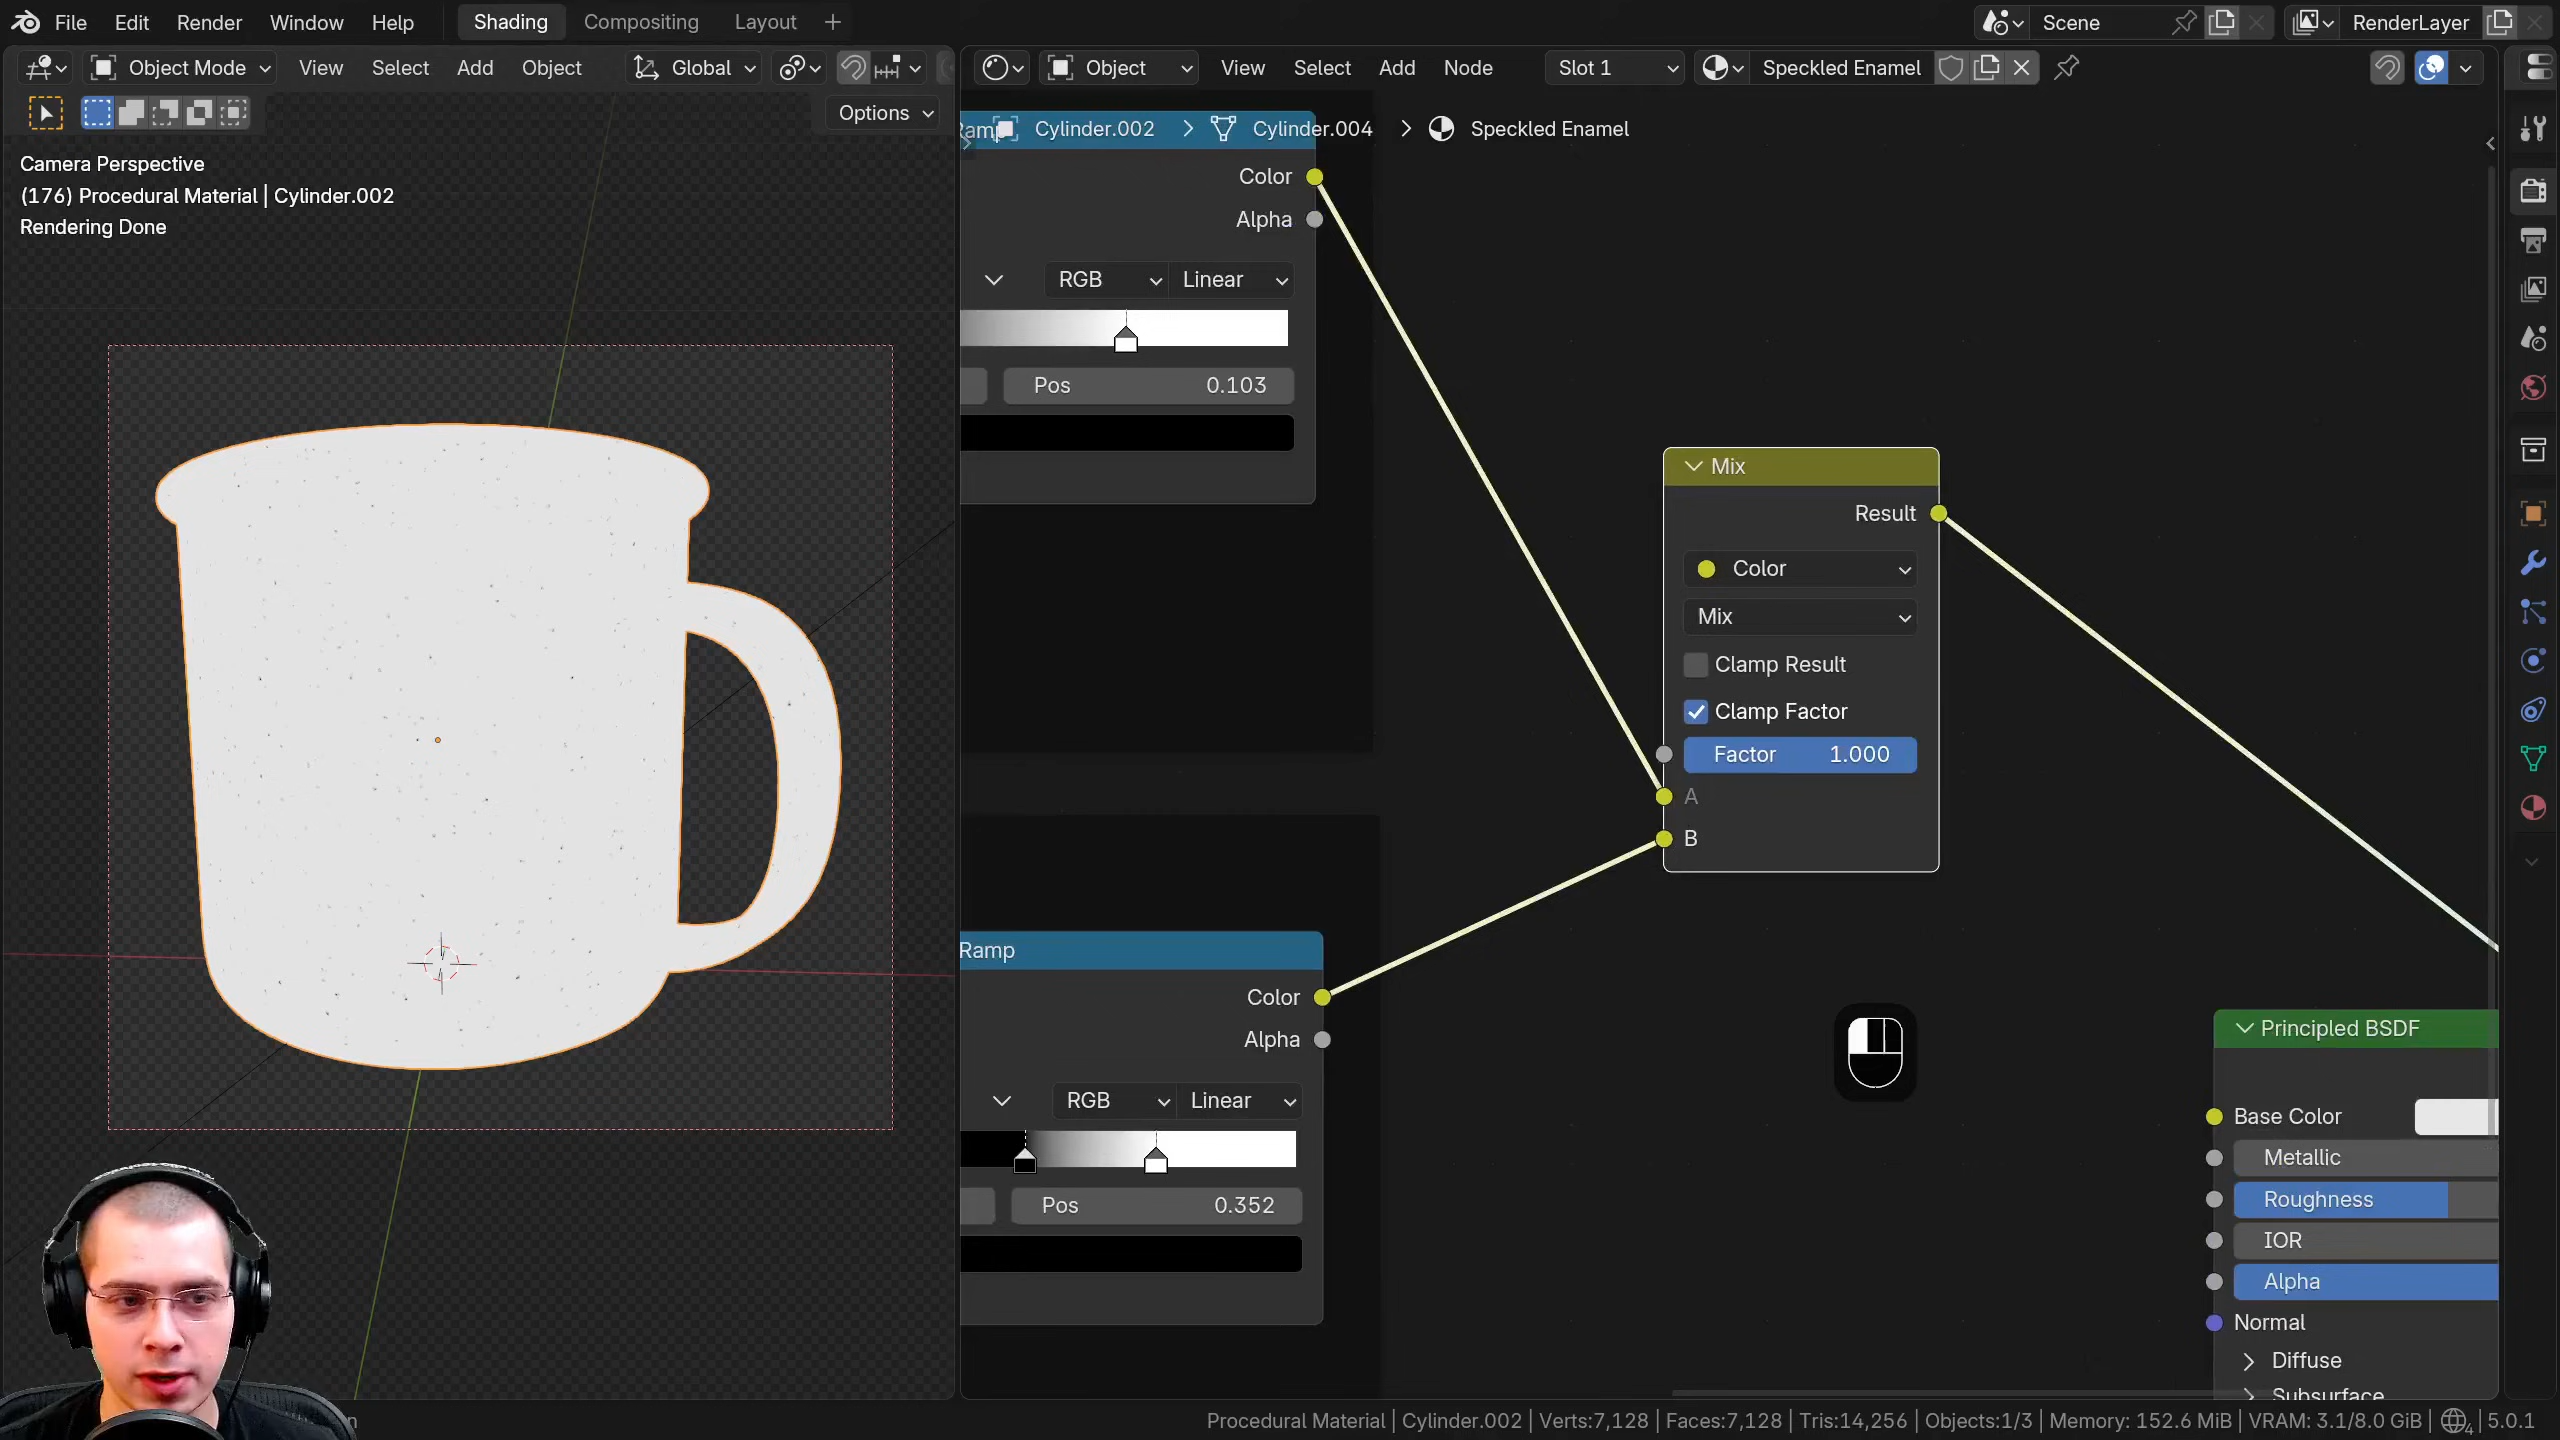 File Edit Render Window Help Shading Compositing Layout + Scene RenderLayer
Object Mode View Select Add Object Global
Options
Camera Perspective
(176) Procedural Material | Cylinder.002
Rendering Done
Object View Select Add Node Slot 1 Speckled Enamel
Cylinder.002 > Cylinder.004 > Speckled Enamel
Color
Alpha
RGB Linear
Pos 0.103
Mix
Result
Color
Mix
Clamp Result
Clamp Factor
Factor 1.000
A
B
Ramp
Color
Alpha
RGB Linear
Pos 0.352
Principled BSDF
Base Color
Metallic
Roughness
IOR
Alpha
Normal
Diffuse
Subsurface
Procedural Material | Cylinder.002 | Verts:7,128 | Faces:7,128 | Tris:14,256 | Objects:1/3 | Memory: 152.6 MiB | VRAM: 3.1/8.0 GiB | 4 | 5.0.1